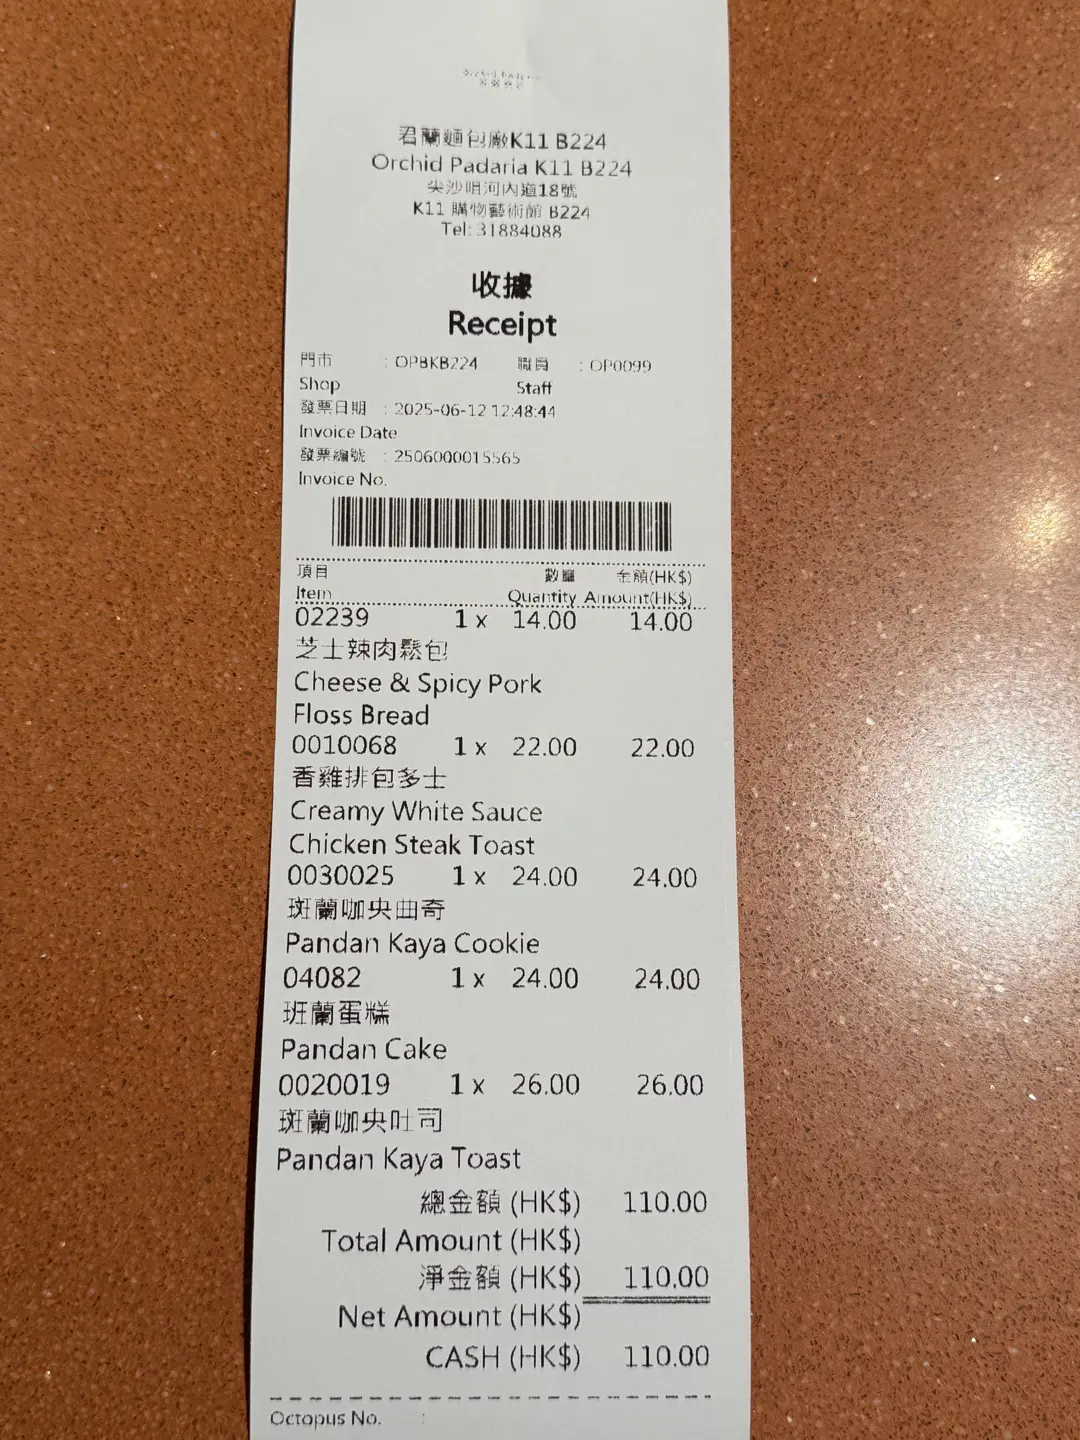 君蘭麵包廠K11 B224
Orchid Padaria K11 B224
尖沙咀河內道18號
K11 購物藝術館 B224
Tel: 31884088
收據
Receipt
門市 : OPBKB224 職員 : OP0099
Shop Staff
發票日期 : 2025-06-12 12:48:44
Invoice Date
發票編號 : 2506000015565
Invoice No.
項目 數量 金額(HK$)
Item Quantity Amount(HK$)
02239 1 x 14.00 14.00
芝士辣肉鬆包
Cheese & Spicy Pork
Floss Bread
0010068 1 x 22.00 22.00
香雞排包多士
Creamy White Sauce
Chicken Steak Toast
0030025 1 x 24.00 24.00
斑蘭咖央曲奇
Pandan Kaya Cookie
04082 1 x 24.00 24.00
班蘭蛋糕
Pandan Cake
0020019 1 x 26.00 26.00
斑蘭咖央吐司
Pandan Kaya Toast
總金額 (HK$) 110.00
Total Amount (HK$)
淨金額 (HK$) 110.00
Net Amount (HK$)
CASH (HK$) 110.00
Octopus No. :